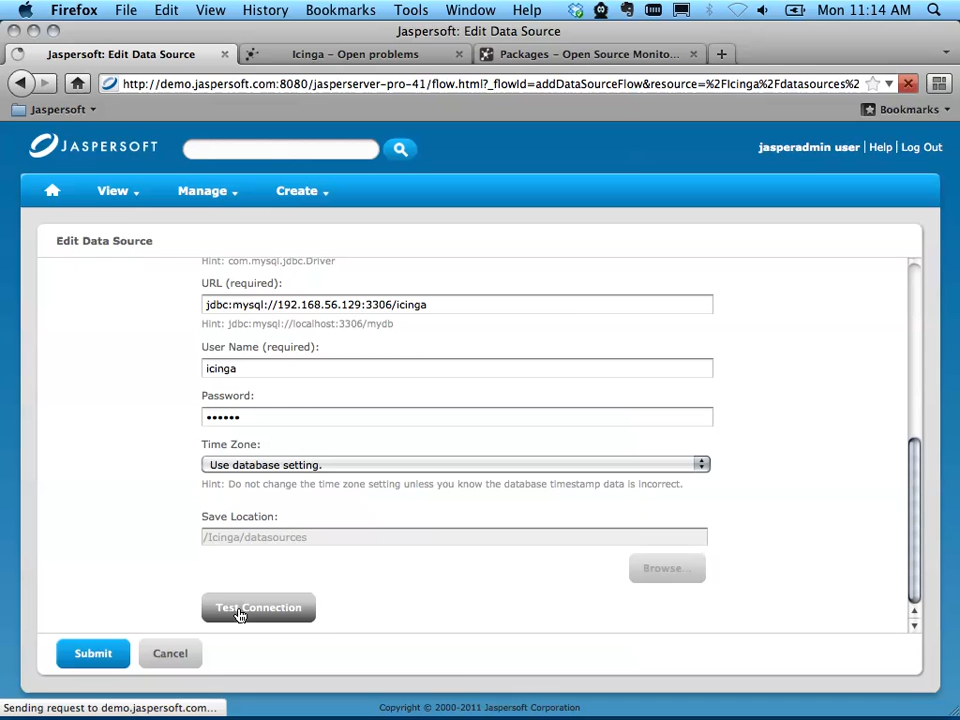 Firefox File Edit View History Bookmarks Tools Window Help Mon 11:14 AM
Jaspersoft: Edit Data Source
Jaspersoft: Edit Data Source Icinga – Open problems Packages – Open Source Monito...
http://demo.jaspersoft.com:8080/jasperserver-pro-41/flow.html?_flowId=addDataSourceFlow&resource=%2FIcinga%2Fdatasources%2
Jaspersoft Bookmarks
JASPERSOFT
jasperadmin user Help Log Out
View Manage Create
Edit Data Source
Hint: com.mysql.jdbc.Driver
URL (required):
jdbc:mysql://192.168.56.129:3306/icinga
Hint: jdbc:mysql://localhost:3306/mydb
User Name (required):
icinga
Password:
••••••
Time Zone:
Use database setting.
Hint: Do not change the time zone setting unless you know the database timestamp data is incorrect.
Save Location:
/Icinga/datasources
Browse...
Test Connection
Submit Cancel
Sending request to demo.jaspersoft.com...
Copyright © 2000-2011 Jaspersoft Corporation